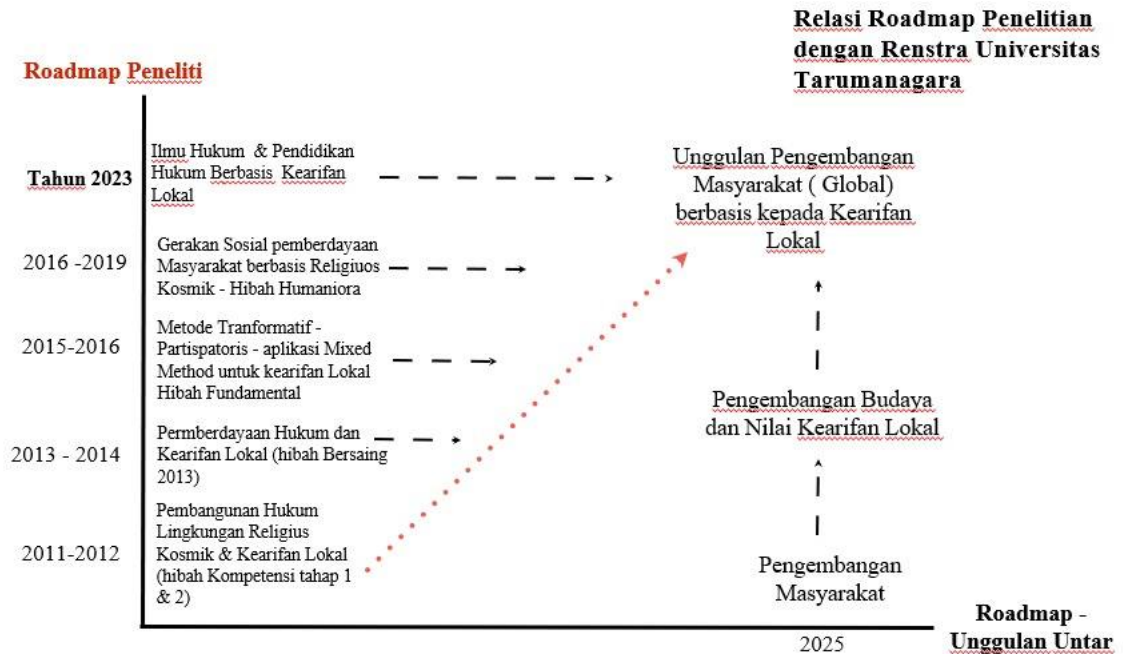 Relasi Roadmap Penelitian
dengan Renstra Universitas
Tarumanagara
Roadmap Peneliti
Tahun 2023
Ilmu Hukum & Pendidikan
Hukum Berbasis Kearifan
Lokal
Unggulan Pengembangan
Masyarakat ( Global)
berbasis kepada Kearifan
Lokal
2016 -2019
Gerakan Sosial pemberdayaan
Masyarakat berbasis Religiuos
Kosmik - Hibah Humaniora
2015-2016
Metode Tranformatif -
Partispatoris - aplikasi Mixed
Method untuk kearifan Lokal
Hibah Fundamental
Pengembangan Budaya
dan Nilai Kearifan Lokal
2013 - 2014
Permberdayaan Hukum dan
Kearifan Lokal (hibah Bersaing
2013)
2011-2012
Pembangunan Hukum
Lingkungan Religius
Kosmik & Kearifan Lokal
(hibah Kompetensi tahap 1
& 2)
Pengembangan
Masyarakat
2025
Roadmap -
Unggulan Untar